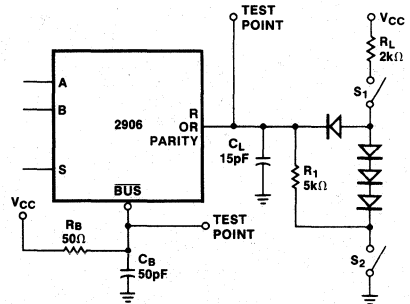 TEST
POINT
VCC
RL
2kΩ
S1
A
B
2906
R
OR
PARITY
CL
15pF
R1
5kΩ
S
BUS
VCC
RB
50Ω
TEST
POINT
CB
50pF
S2